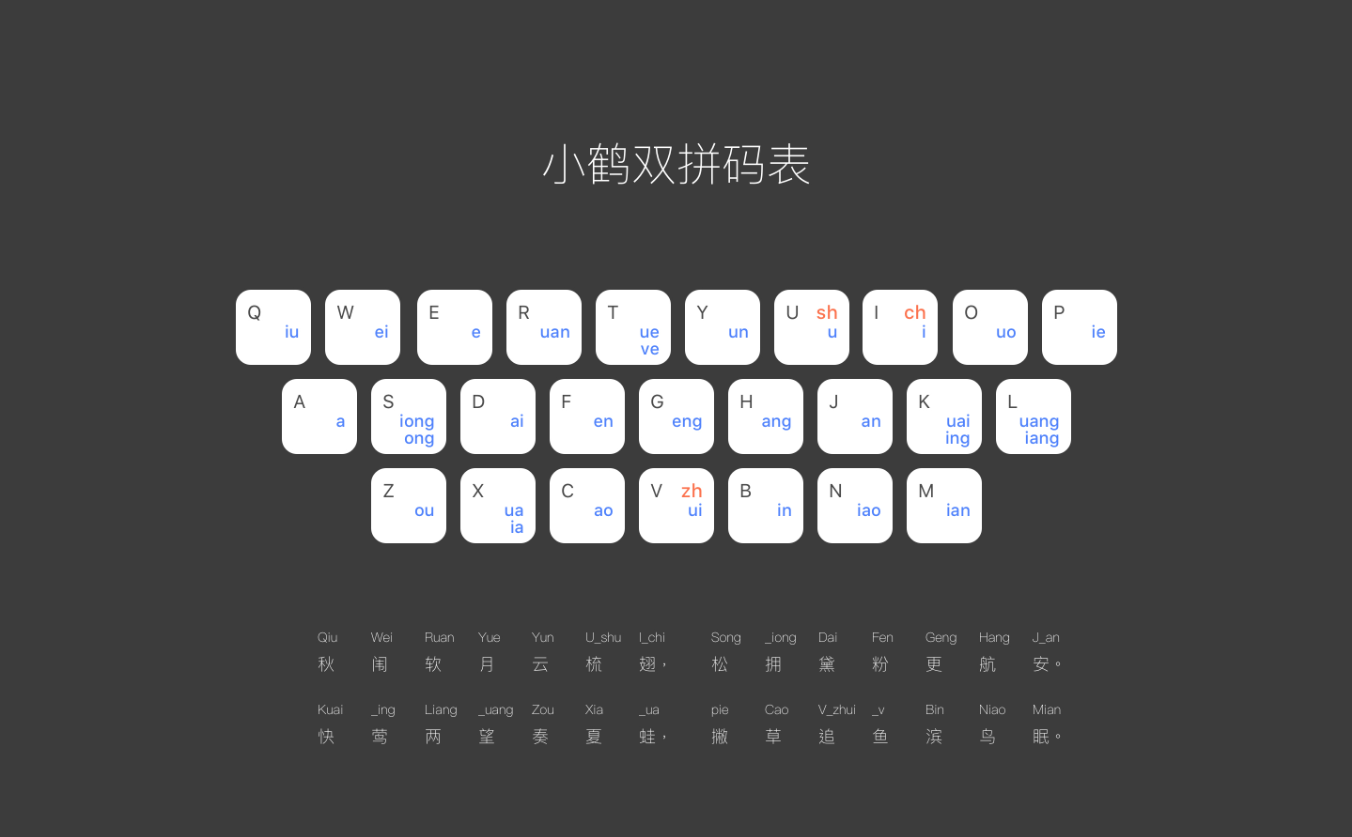 小鹤双拼码表
Q W E R T Y U sh I ch O P
iu ei e uan ue un u i uo ie
ve
A S D F G H J K L
a iong ai en eng ang an uai uang
ong ing iang
Z X C V zh B N M
ou ua ao ui in iao ian
ia
Qiu Wei Ruan Yue Yun U_shu I_chi Song _iong Dai Fen Geng Hang J_an
秋 闱 软 月 云 梳 翅， 松 拥 黛 粉 更 航 安。
Kuai _ing Liang _uang Zou Xia _ua pie Cao V_zhui _v Bin Niao Mian
快 莺 两 望 奏 夏 蛙， 撇 草 追 鱼 滨 鸟 眠。